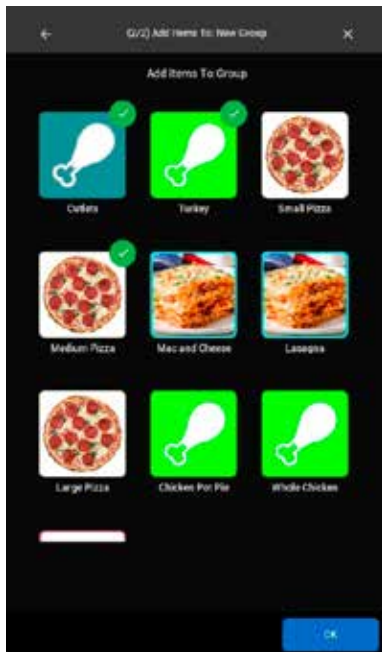 (2/2) Add Items To: New Group
Add Items To Group
Cutlets
Turkey
Small Pizza
Medium Pizza
Mac and Cheese
Lasagna
Large Pizza
Chicken Pot Pie
Whole Chicken
OK